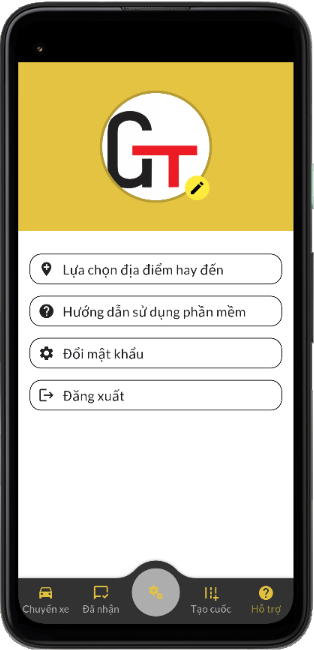 GT
Lựa chọn địa điểm hay đến
Hướng dẫn sử dụng phần mềm
Đổi mật khẩu
Đăng xuất
Chuyến xe
Đã nhận
Tạo cuốc
Hỗ trợ